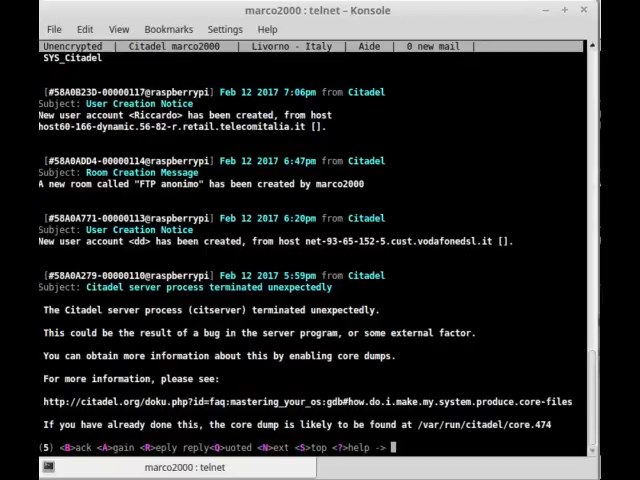 marco2000 : telnet – Konsole
File Edit View Bookmarks Settings Help
Unencrypted | Citadel marco2000 | Livorno - Italy | Aide | 0 new mail |
SYS_Citadel
[#58A0B23D-00000117@raspberrypi] Feb 12 2017 7:06pm from Citadel
Subject: User Creation Notice
New user account <Riccardo> has been created, from host
host60-166-dynamic.56-82-r.retail.telecomitalia.it [].
[#58A0ADD4-00000114@raspberrypi] Feb 12 2017 6:47pm from Citadel
Subject: Room Creation Message
A new room called "FTP anonimo" has been created by marco2000
[#58A0A771-00000113@raspberrypi] Feb 12 2017 6:20pm from Citadel
Subject: User Creation Notice
New user account <dd> has been created, from host net-93-65-152-5.cust.vodafonedsl.it [].
[#58A0A279-00000110@raspberrypi] Feb 12 2017 5:59pm from Citadel
Subject: Citadel server process terminated unexpectedly
The Citadel server process (citserver) terminated unexpectedly.
This could be the result of a bug in the server program, or some external factor.
You can obtain more information about this by enabling core dumps.
For more information, please see:
http://citadel.org/doku.php?id=faq:mastering_your_os:gdb#how.do.i.make.my.system.produce.core-files
If you have already done this, the core dump is likely to be found at /var/run/citadel/core.474
(5) <B>ack <A>gain <R>eply reply<Q>uoted <N>ext <S>top <?>help ->
marco2000 : telnet